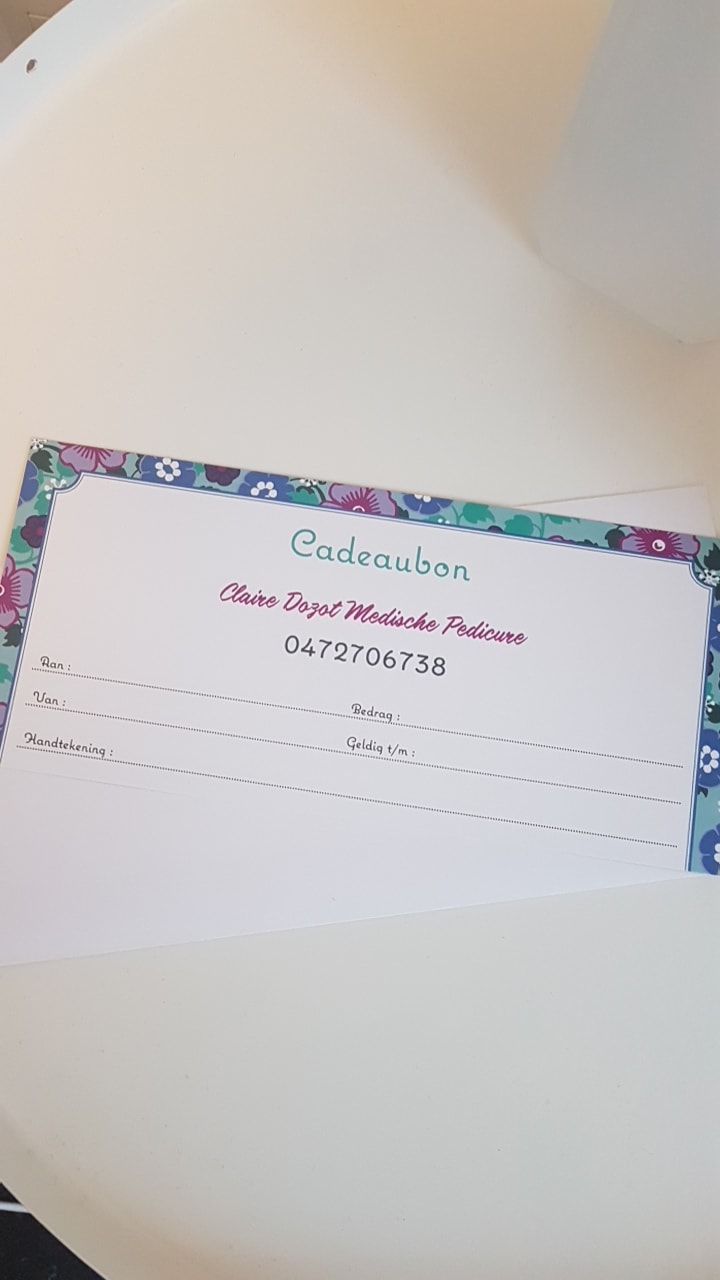 Cadeaubon
Claire Dozot Medische Pedicure
0472706738
Aan :
Bedrag :
Van :
Geldig t/m :
Handtekening :